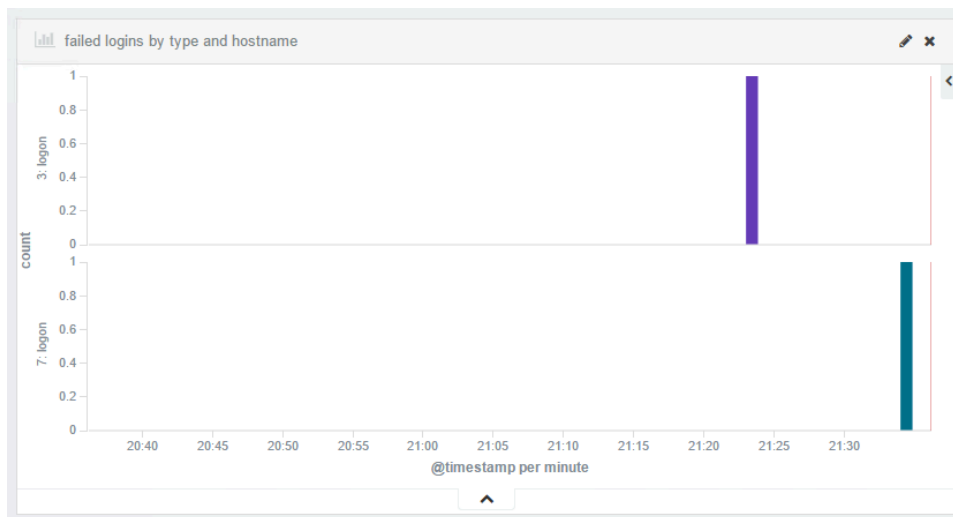 failed logins by type and hostname
count
3: logon
1
0.8
0.6
0.4
0.2
0
7: logon
1
0.8
0.6
0.4
0.2
0
20:40 20:45 20:50 20:55 21:00 21:05 21:10 21:15 21:20 21:25 21:30
@timestamp per minute